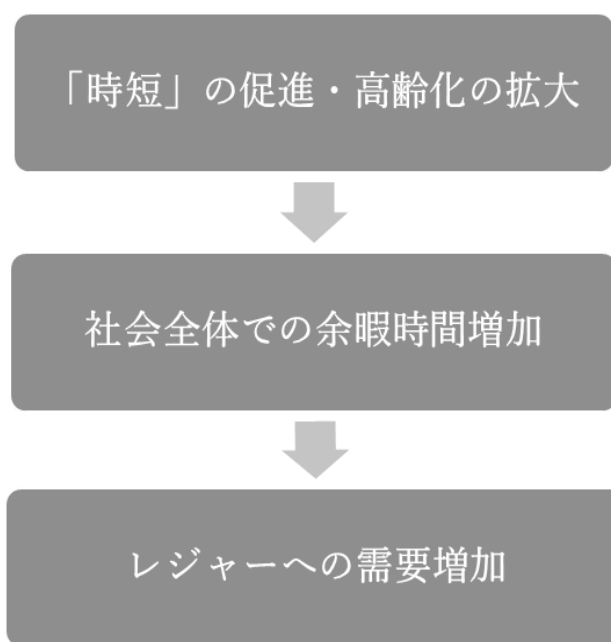 「時短」の促進・高齢化の拡大
社会全体での余暇時間増加
レジャーへの需要増加